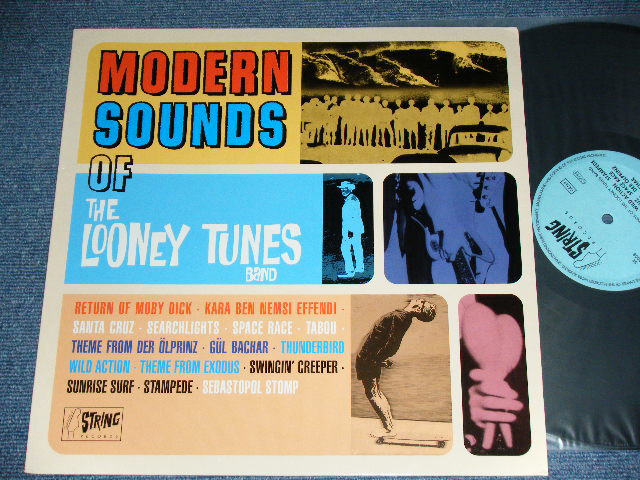 MODERN
SOUNDS
OF
THE
LOONEY TUNES
BAND
RETURN OF MOBY DICK · KARA BEN NEMSI EFFENDI ·
SANTA CRUZ · SEARCHLIGHTS · SPACE RACE · TABOU ·
THEME FROM DER ÖLPRINZ · GÜL BACHAR · THUNDERBIRD
WILD ACTION · THEME FROM EXODUS · SWINGIN' CREEPER ·
SUNRISE SURF · STAMPEDE · SEBASTOPOL STOMP
STRING
RECORDS
STRING
RECORDS